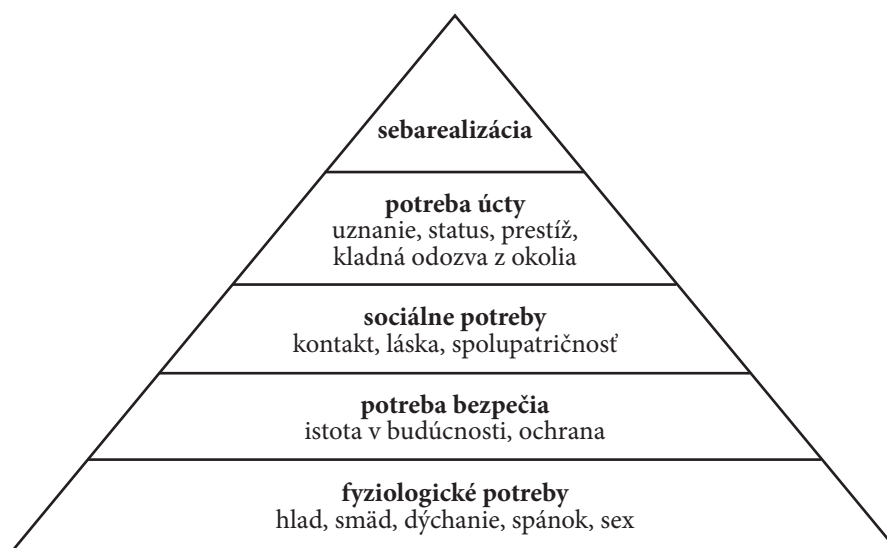 sebarealizácia
potreba úcty
uznanie, status, prestíž,
kladná odozva z okolia
sociálne potreby
kontakt, láska, spolupatričnosť
potreba bezpečia
istota v budúcnosti, ochrana
fyziologické potreby
hlad, smäd, dýchanie, spánok, sex